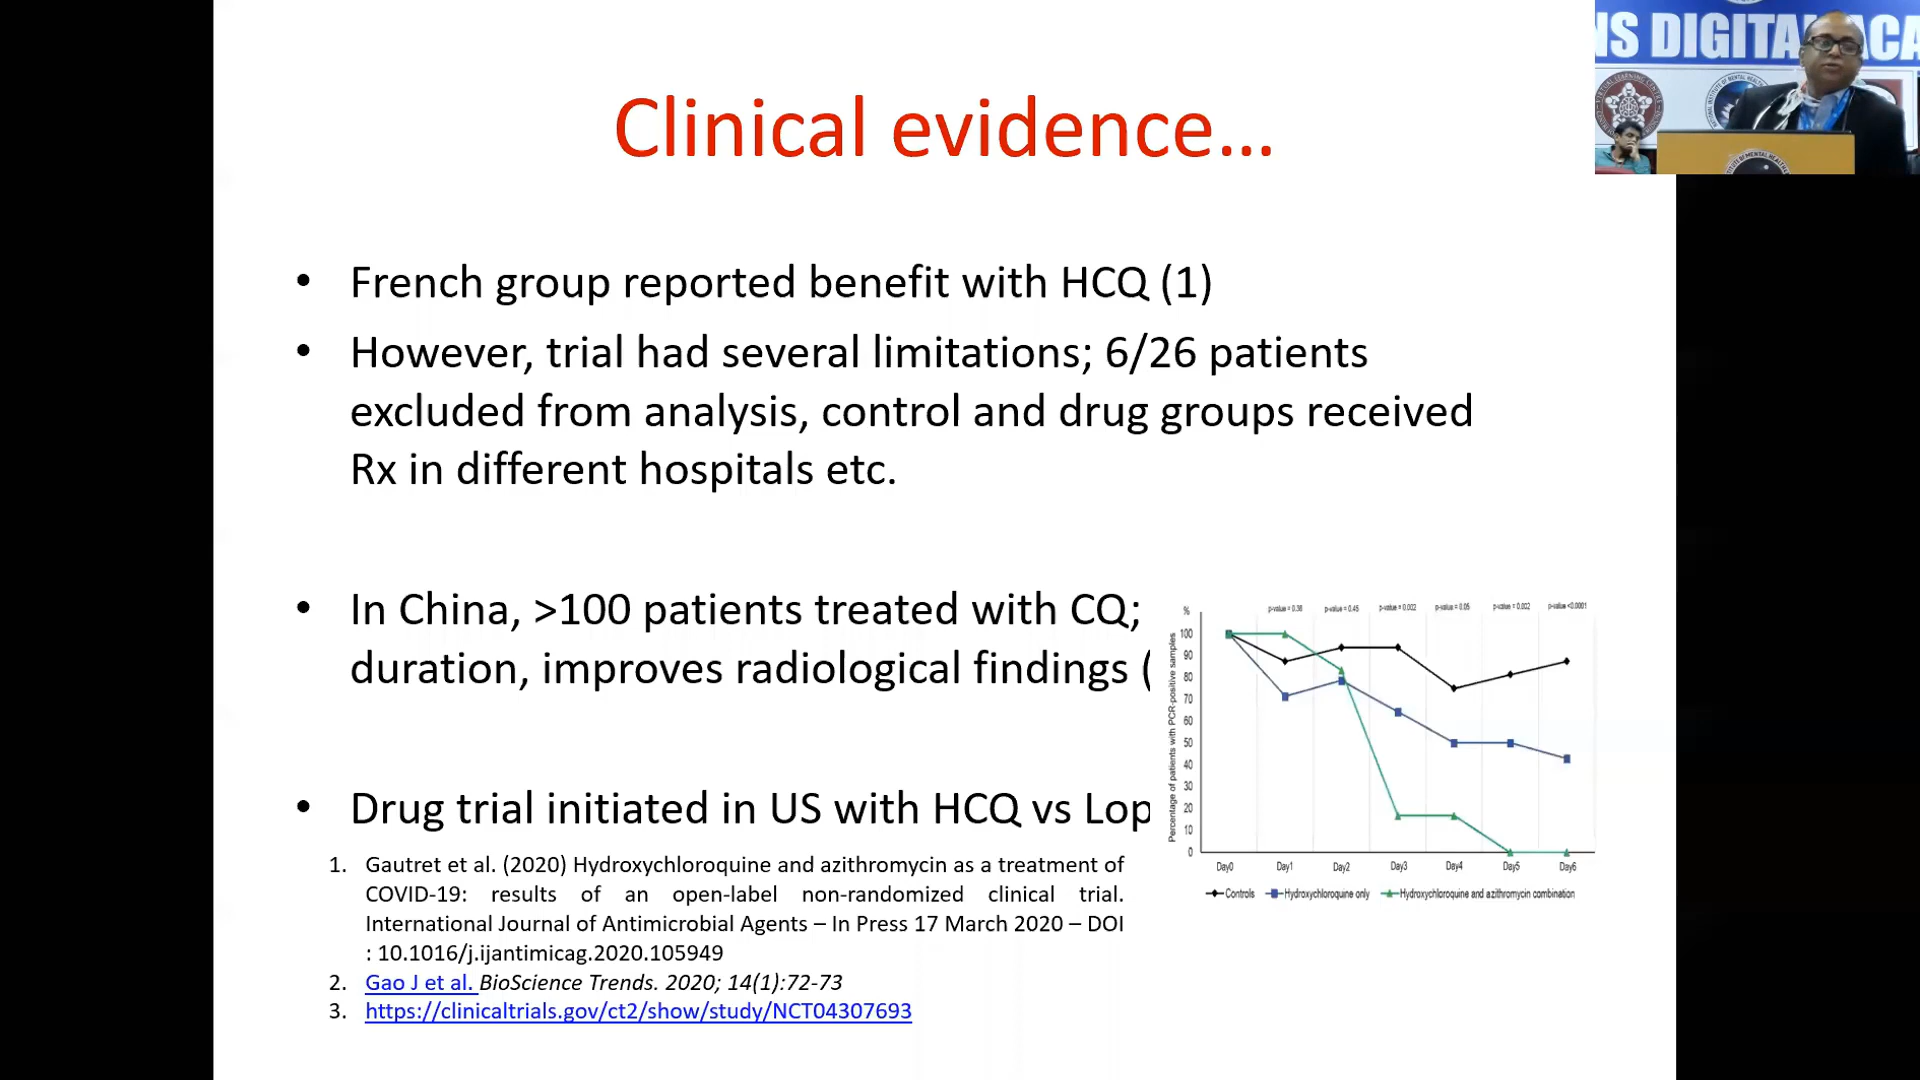 NS DIGITAL ACA
Clinical evidence...
• French group reported benefit with HCQ (1)
• However, trial had several limitations; 6/26 patients
excluded from analysis, control and drug groups received
Rx in different hospitals etc.
• In China, >100 patients treated with CQ;
duration, improves radiological findings (
• Drug trial initiated in US with HCQ vs Lop
% p-value = 0.36 p-value = 0.45 p-value = 0.002 p-value = 0.05 p-value = 0.002 p-value <0.0001
Percentage of patients with PCR-positive samples
100
90
80
70
60
50
40
30
20
10
0
Day0 Day1 Day2 Day3 Day4 Day5 Day6
Controls Hydroxychloroquine only Hydroxychloroquine and azithromycin combination
1. Gautret et al. (2020) Hydroxychloroquine and azithromycin as a treatment of
COVID-19: results of an open-label non-randomized clinical trial.
International Journal of Antimicrobial Agents – In Press 17 March 2020 – DOI
: 10.1016/j.ijantimicag.2020.105949
2. Gao J et al. BioScience Trends. 2020; 14(1):72-73
3. https://clinicaltrials.gov/ct2/show/study/NCT04307693